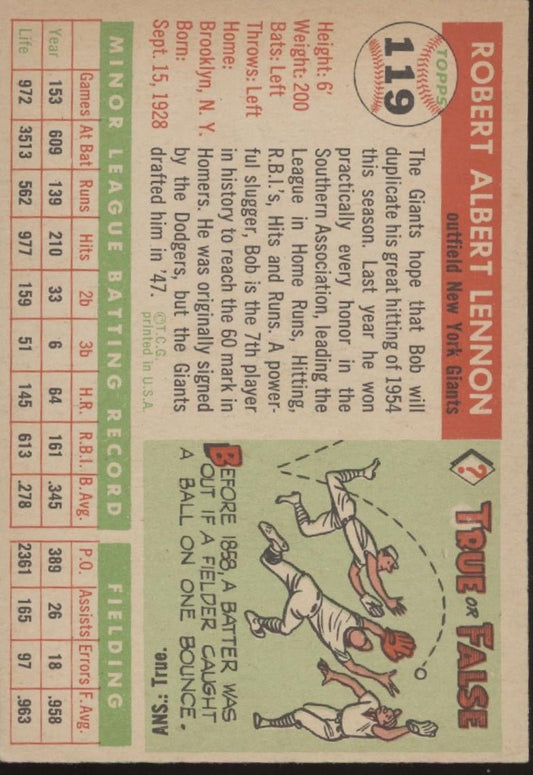 TOPPS
119
ROBERT ALBERT LENNON
outfield New York Giants
Height: 6'
Weight: 200
Bats: Left
Throws: Left
Home:
Brooklyn, N. Y.
Born:
Sept. 15, 1928
The Giants hope that Bob will
duplicate his great hitting of 1954
this season. Last year he won
practically every honor in the
Southern Association, leading the
League in Home Runs, Hitting,
R.B.I.'s, Hits and Runs. A power-
ful slugger, Bob is the 7th player
in history to reach the 60 mark in
Homers. He was originally signed
by the Dodgers, but the Giants
drafted him in '47.
©T.C.G.
printed in U.S.A.
?
TRUE OR FALSE
BEFORE 1858, A BATTER WAS
OUT IF A FIELDER CAUGHT
A BALL ON ONE BOUNCE.
ANS.: True.
MINOR LEAGUE BATTING RECORD FIELDING
Games At Bat Runs Hits 2b 3b H.R. R.B.I. B.Avg. P.O. Assists Errors F.Avg.
Year 153 609 139 210 33 6 64 161 .345 389 26 18 .958
Life 972 3513 562 977 159 51 145 613 .278 2361 165 97 .963